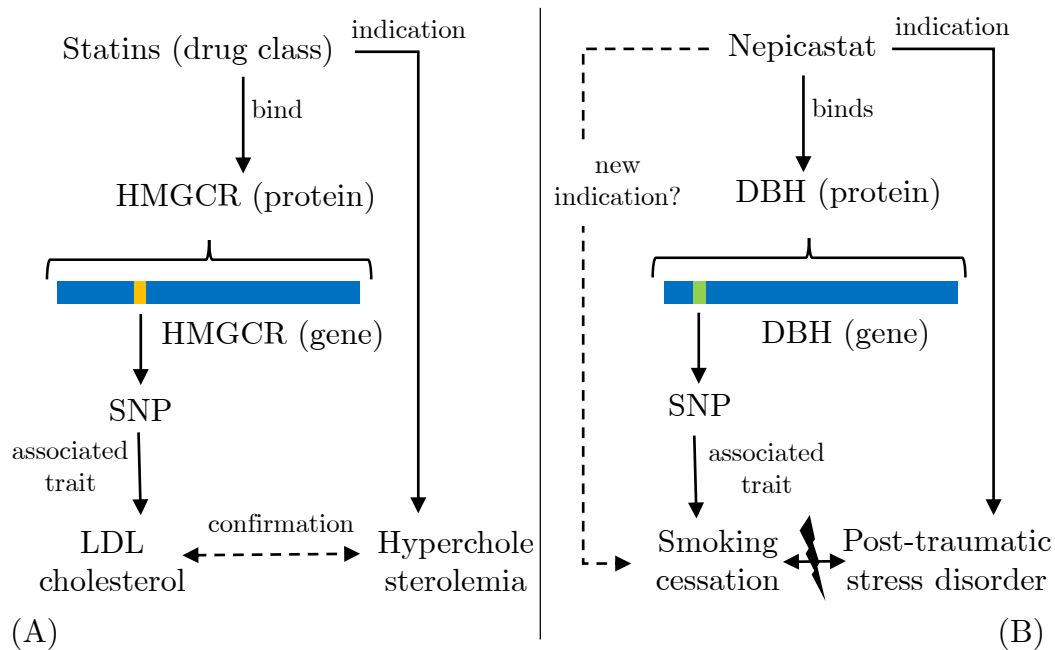 indication
Statins (drug class)
bind
HMGCR (protein)
HMGCR (gene)
SNP
associated
trait
confirmation
LDL
cholesterol
Hyperchole
sterolemia
(A)
indication
Nepicastat
binds
new
indication?
DBH (protein)
DBH (gene)
SNP
associated
trait
Smoking
cessation
Post-traumatic
stress disorder
(B)